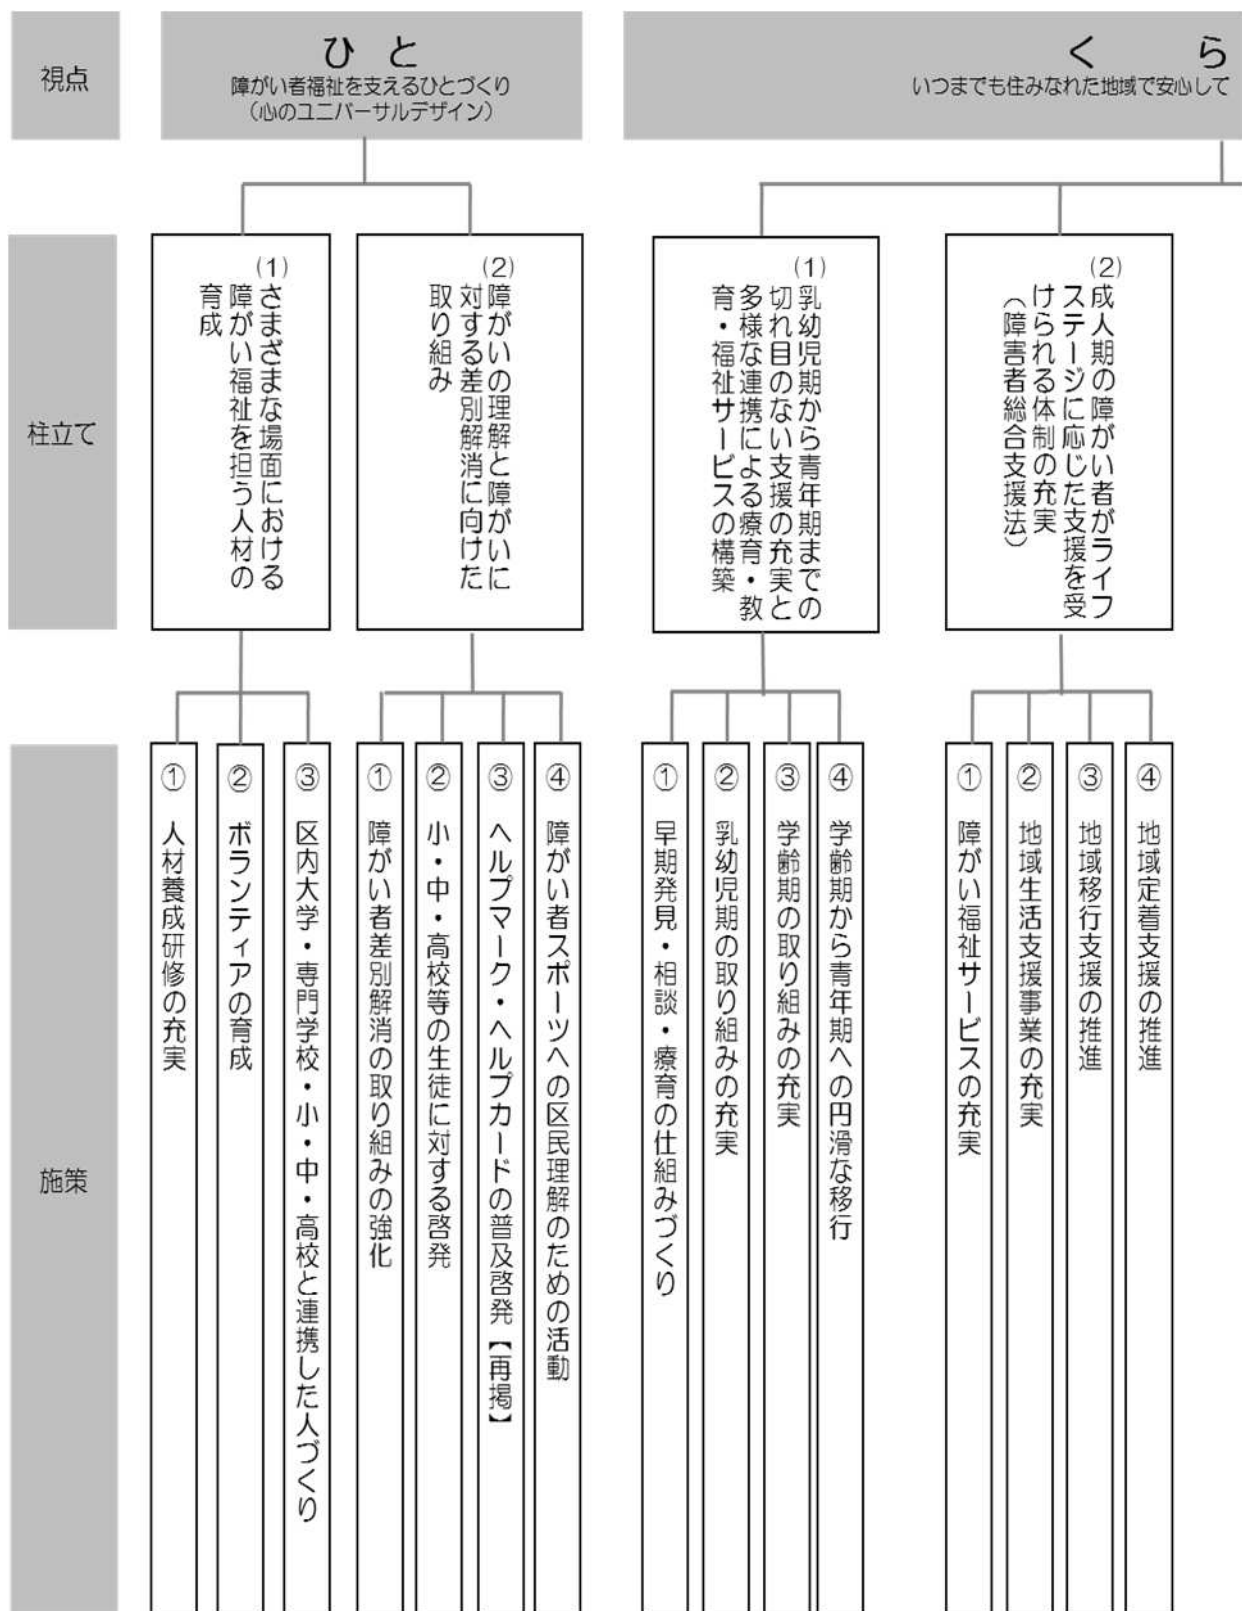 視点
ひと
障がい者福祉を支えるひとづくり
（心のユニバーサルデザイン）
くら
いつまでも住みなれた地域で安心して
柱立て
(1)
さまざまな場面における
障がい福祉を担う人材の
育成
(2)
障がいの理解と障がいに
対する差別解消に向けた
取り組み
(1)
乳幼児期から青年期までの
切れ目のない支援の充実と
多様な連携による療育・教
育・福祉サービスの構築
(2)
成人期の障がい者がライフ
ステージに応じた支援を受
けられる体制の充実
（障害者総合支援法）
施策
① 人材養成研修の充実
② ボランティアの育成
③ 区内大学・専門学校・小・中・高校と連携した人づくり
① 障がい者差別解消の取り組みの強化
② 小・中・高校等の生徒に対する啓発
③ ヘルプマーク・ヘルプカードの普及啓発【再掲】
④ 障がい者スポーツへの区民理解のための活動
① 早期発見・相談・療育の仕組みづくり
② 乳幼児期の取り組みの充実
③ 学齢期の取り組みの充実
④ 学齢期から青年期への円滑な移行
① 障がい福祉サービスの充実
② 地域生活支援事業の充実
③ 地域移行支援の推進
④ 地域定着支援の推進